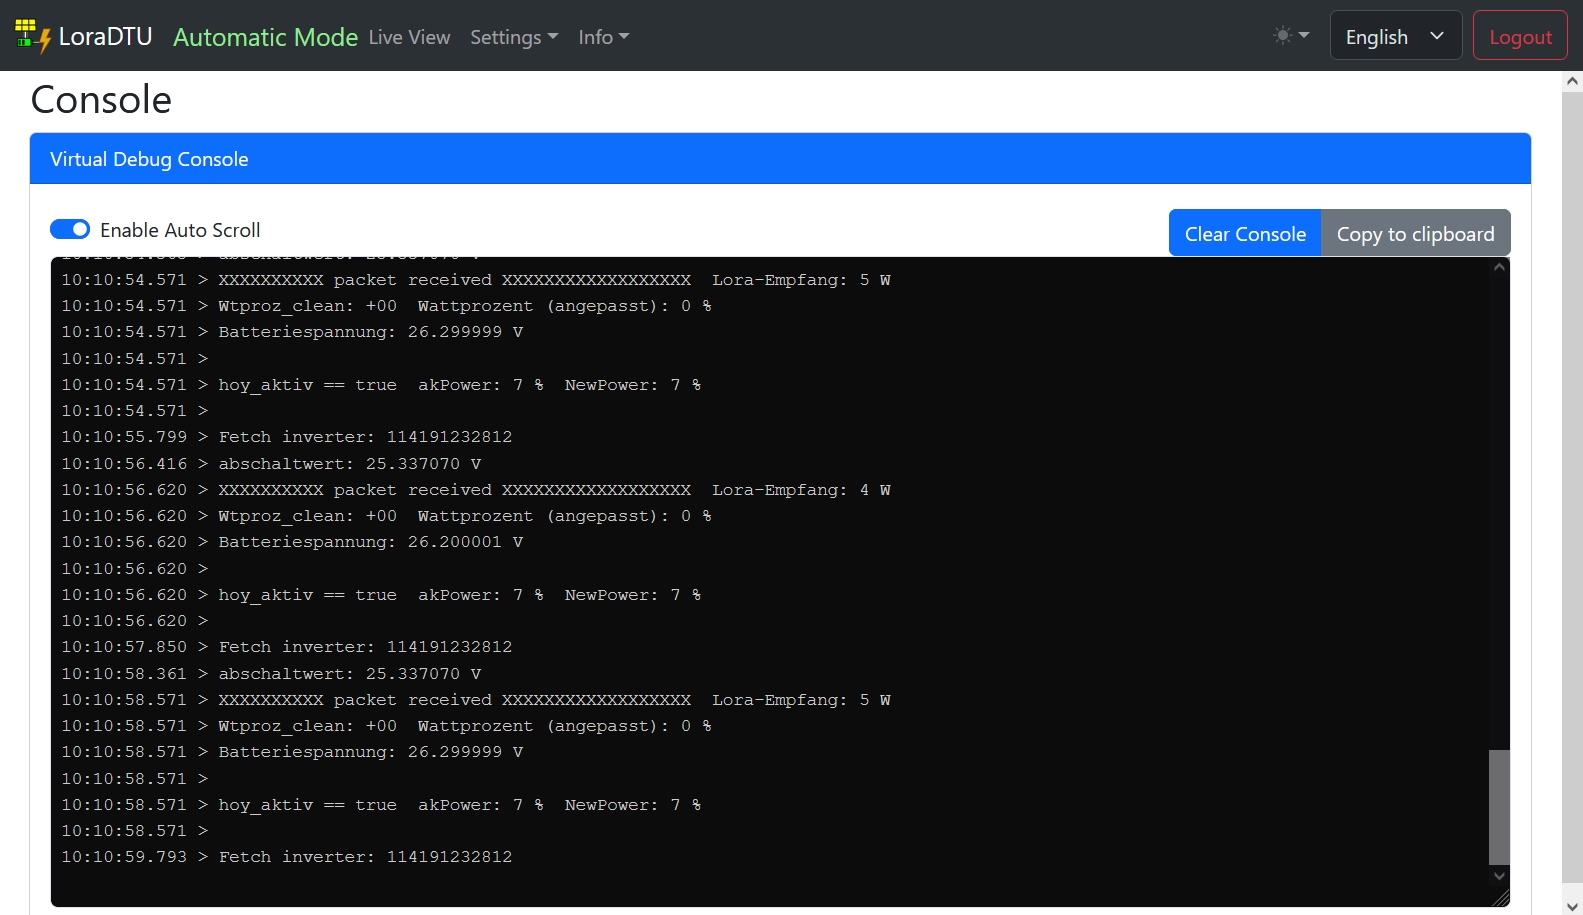 LoraDTU Automatic Mode Live View Settings Info English Logout
Console
Virtual Debug Console
Enable Auto Scroll Clear Console Copy to clipboard
10:10:54.571 > XXXXXXXXXX packet received XXXXXXXXXXXXXXXXXX  Lora-Empfang: 5 W
10:10:54.571 > Wtproz_clean: +00  Wattprozent (angepasst): 0 %
10:10:54.571 > Batteriespannung: 26.299999 V
10:10:54.571 >
10:10:54.571 > hoy_aktiv == true  akPower: 7 %  NewPower: 7 %
10:10:54.571 >
10:10:55.799 > Fetch inverter: 114191232812
10:10:56.416 > abschaltwert: 25.337070 V
10:10:56.620 > XXXXXXXXXX packet received XXXXXXXXXXXXXXXXXX  Lora-Empfang: 4 W
10:10:56.620 > Wtproz_clean: +00  Wattprozent (angepasst): 0 %
10:10:56.620 > Batteriespannung: 26.200001 V
10:10:56.620 >
10:10:56.620 > hoy_aktiv == true  akPower: 7 %  NewPower: 7 %
10:10:56.620 >
10:10:57.850 > Fetch inverter: 114191232812
10:10:58.361 > abschaltwert: 25.337070 V
10:10:58.571 > XXXXXXXXXX packet received XXXXXXXXXXXXXXXXXX  Lora-Empfang: 5 W
10:10:58.571 > Wtproz_clean: +00  Wattprozent (angepasst): 0 %
10:10:58.571 > Batteriespannung: 26.299999 V
10:10:58.571 >
10:10:58.571 > hoy_aktiv == true  akPower: 7 %  NewPower: 7 %
10:10:58.571 >
10:10:59.793 > Fetch inverter: 114191232812